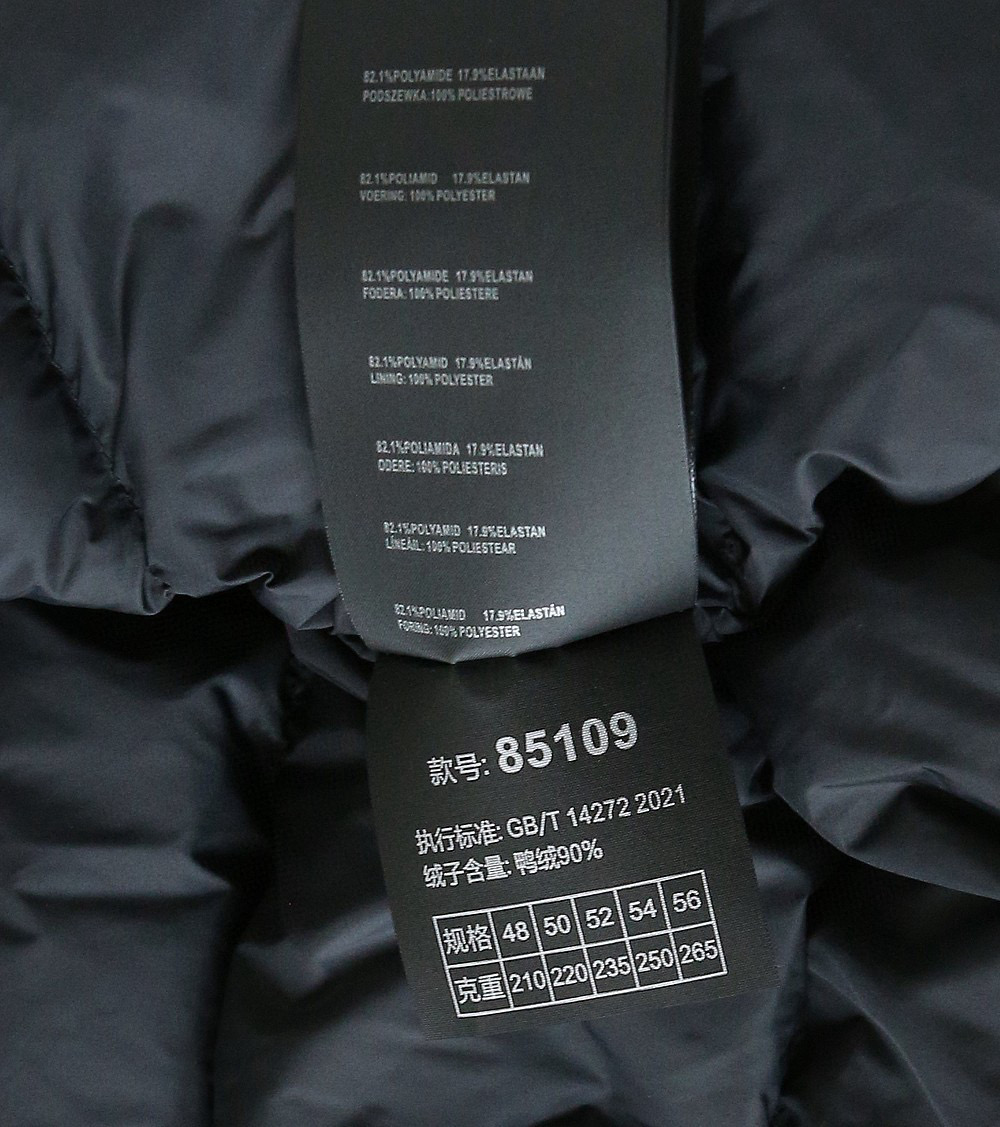 82.1%POLYAMIDE 17.9%ELASTAAN
PODSZEWKA:100% POLIESTROWE
82.1%POLIAMID 17.9%ELASTAN
VOERING: 100% POLYESTER
82.1%POLYAMIDE 17.9%ELASTAN
FODERA: 100% POLIESTERE
82.1%POLYAMID 17.9%ELASTĀN
LINING: 100% POLYESTER
82.1%POLIAMIDA 17.9%ELASTAN
ODERE: 100% POLIESTERIS
82.1%POLYAMID 17.9%ELASTAN
LÍNEÁIL: 100% POLIESTEAR
82.1%POLIAMID 17.9%ELASTÁN
FORING: 100% POLYESTER
款号: 85109
执行标准: GB/T 14272 2021
绒子含量: 鸭绒90%
规格 48 50 52 54 56
克重 210 220 235 250 265